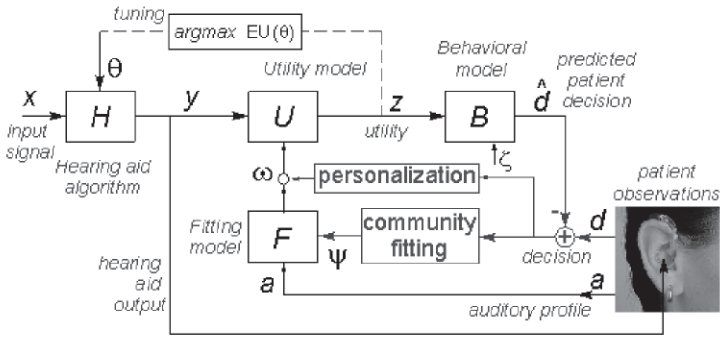 tuning
argmax EU(θ)
θ
Utility model
Behavioral
model
predicted
patient
decision
x
input
signal
H
Hearing aid
algorithm
y
U
z
utility
B
d̂
ζ
ω
personalization
patient
observations
Fitting
model
F
ψ
community
fitting
-
+
d
decision
hearing
aid
output
a
a
auditory profile